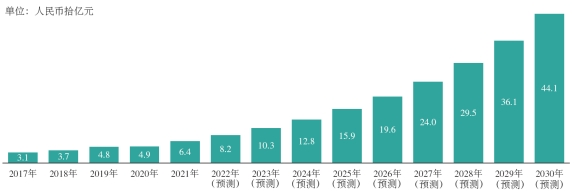 单位：人民币拾亿元
3.1 3.7 4.8 4.9 6.4 8.2 10.3 12.8 15.9 19.6 24.0 29.5 36.1 44.1
2017年 2018年 2019年 2020年 2021年 2022年 2023年 2024年 2025年 2026年 2027年 2028年 2029年 2030年
(预测) (预测) (预测) (预测) (预测) (预测) (预测) (预测) (预测)